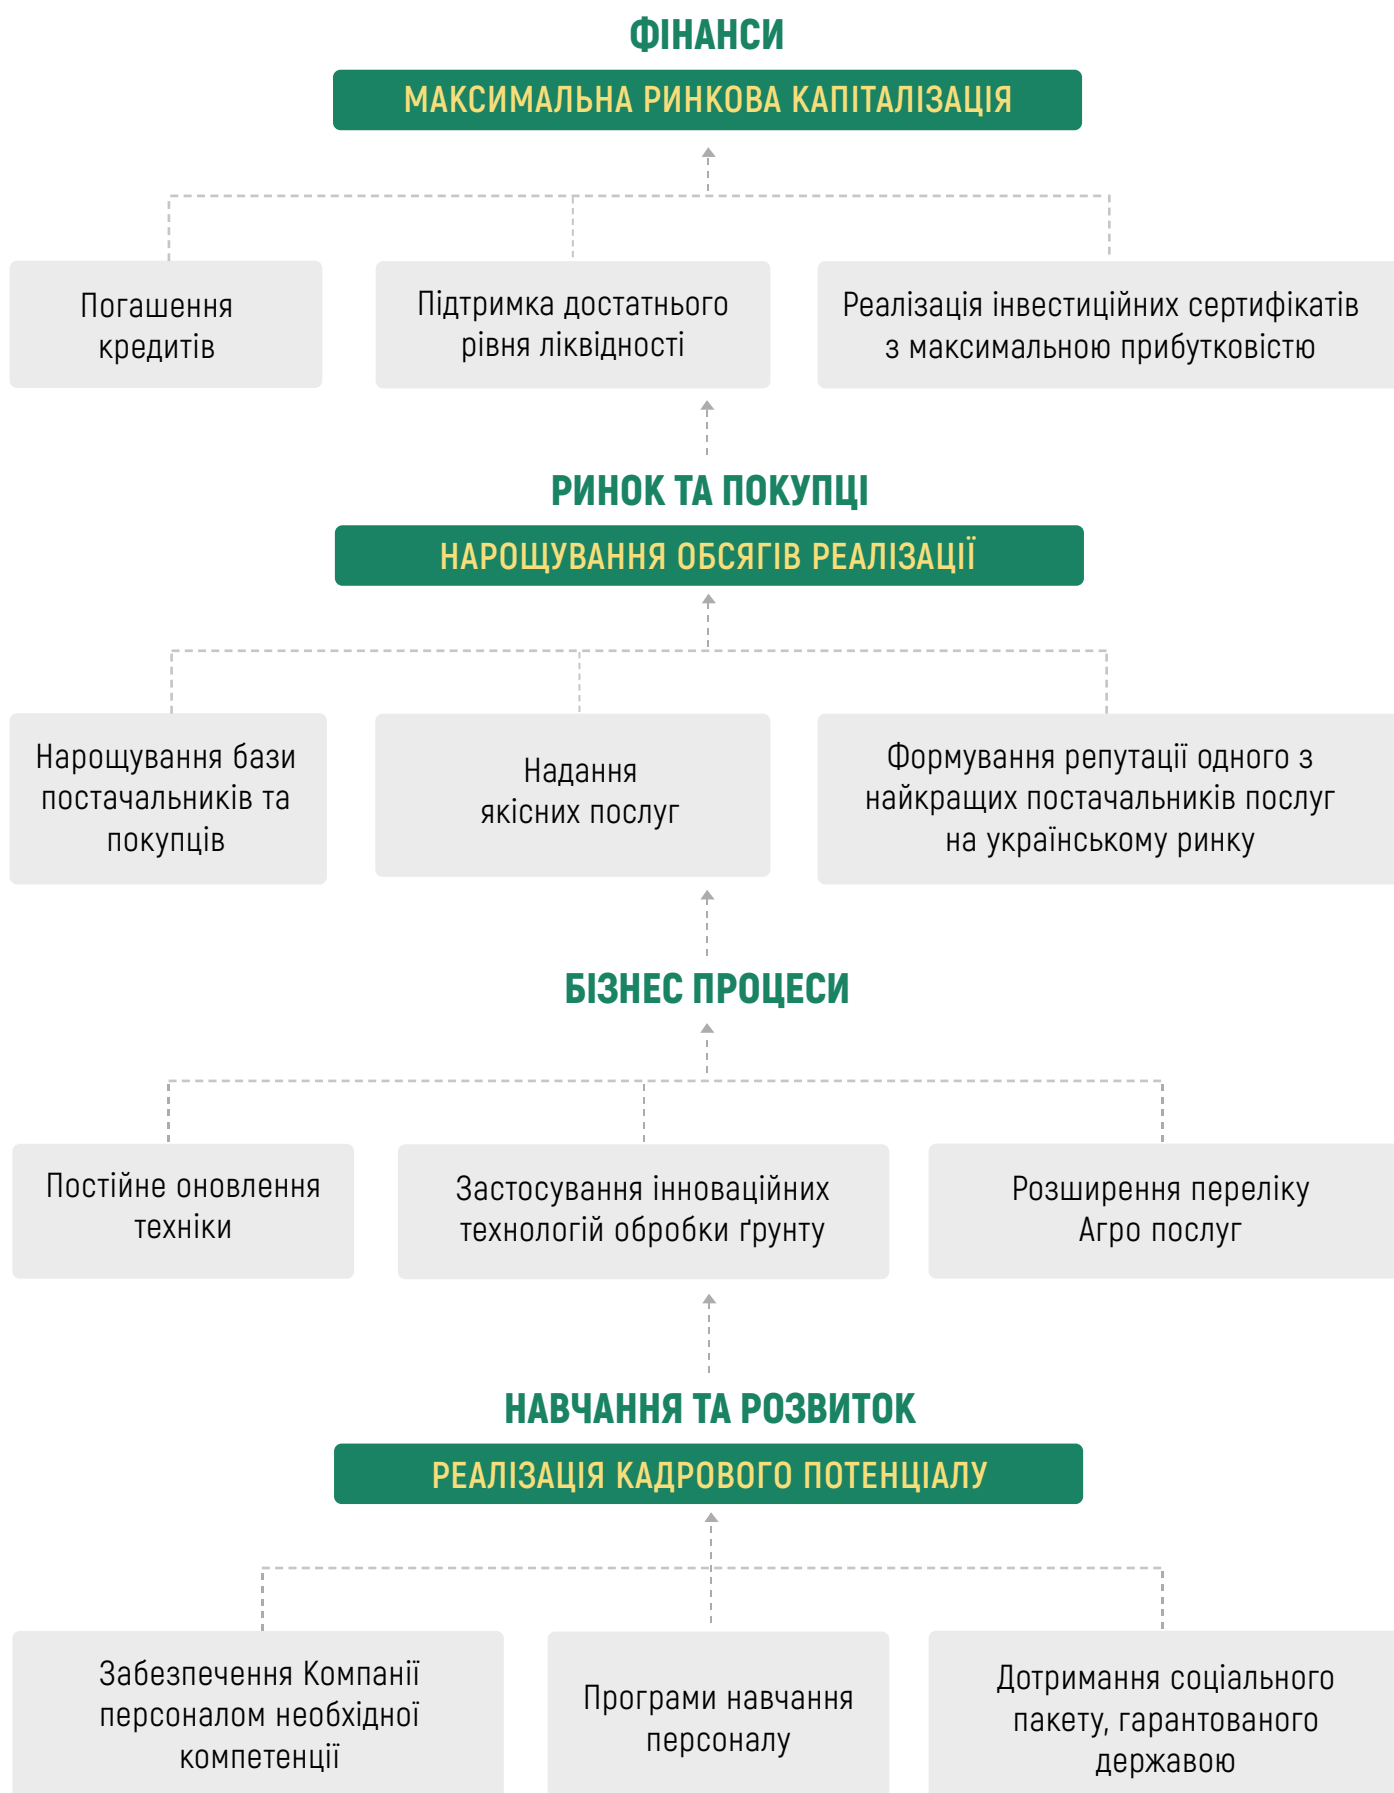 ФІНАНСИ
МАКСИМАЛЬНА РИНКОВА КАПІТАЛІЗАЦІЯ
Погашення
кредитів
Підтримка достатнього
рівня ліквідності
Реалізація інвестиційних сертифікатів
з максимальною прибутковістю
РИНОК ТА ПОКУПЦІ
НАРОЩУВАННЯ ОБСЯГІВ РЕАЛІЗАЦІЇ
Нарощування бази
постачальників та
покупців
Надання
якісних послуг
Формування репутації одного з
найкращих постачальників послуг
на українському ринку
БІЗНЕС ПРОЦЕСИ
Постійне оновлення
техніки
Застосування інноваційних
технологій обробки ґрунту
Розширення переліку
Агро послуг
НАВЧАННЯ ТА РОЗВИТОК
РЕАЛІЗАЦІЯ КАДРОВОГО ПОТЕНЦІАЛУ
Забезпечення Компанії
персоналом необхідної
компетенції
Програми навчання
персоналу
Дотримання соціального
пакету, гарантованого
державою